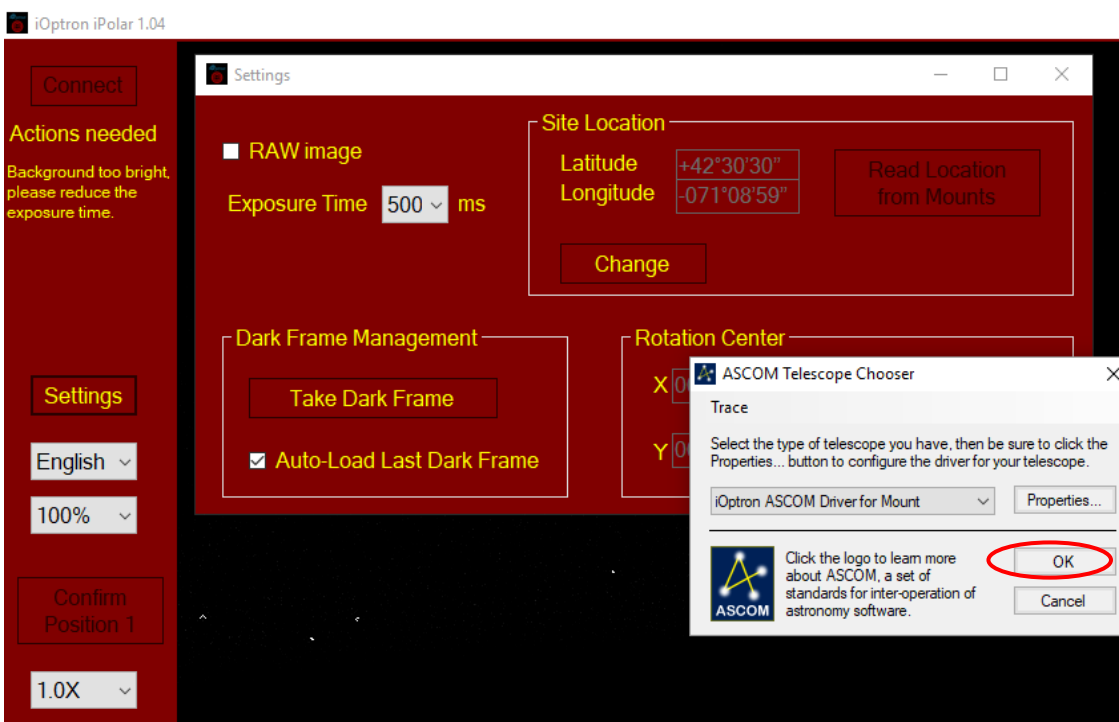 iOptron iPolar 1.04
Connect
Actions needed
Background too bright,
please reduce the
exposure time.
Settings
English
100%
Confirm
Position 1
1.0X
Settings
RAW image
Exposure Time 500 ms
Site Location
Latitude +42°30'30"
Longitude -071°08'59"
Read Location
from Mounts
Change
Dark Frame Management
Take Dark Frame
Auto-Load Last Dark Frame
Rotation Center
X
Y
ASCOM Telescope Chooser
Trace
Select the type of telescope you have, then be sure to click the
Properties... button to configure the driver for your telescope.
iOptron ASCOM Driver for Mount
Properties...
ASCOM
Click the logo to learn more
about ASCOM, a set of
standards for inter-operation of
astronomy software.
OK
Cancel